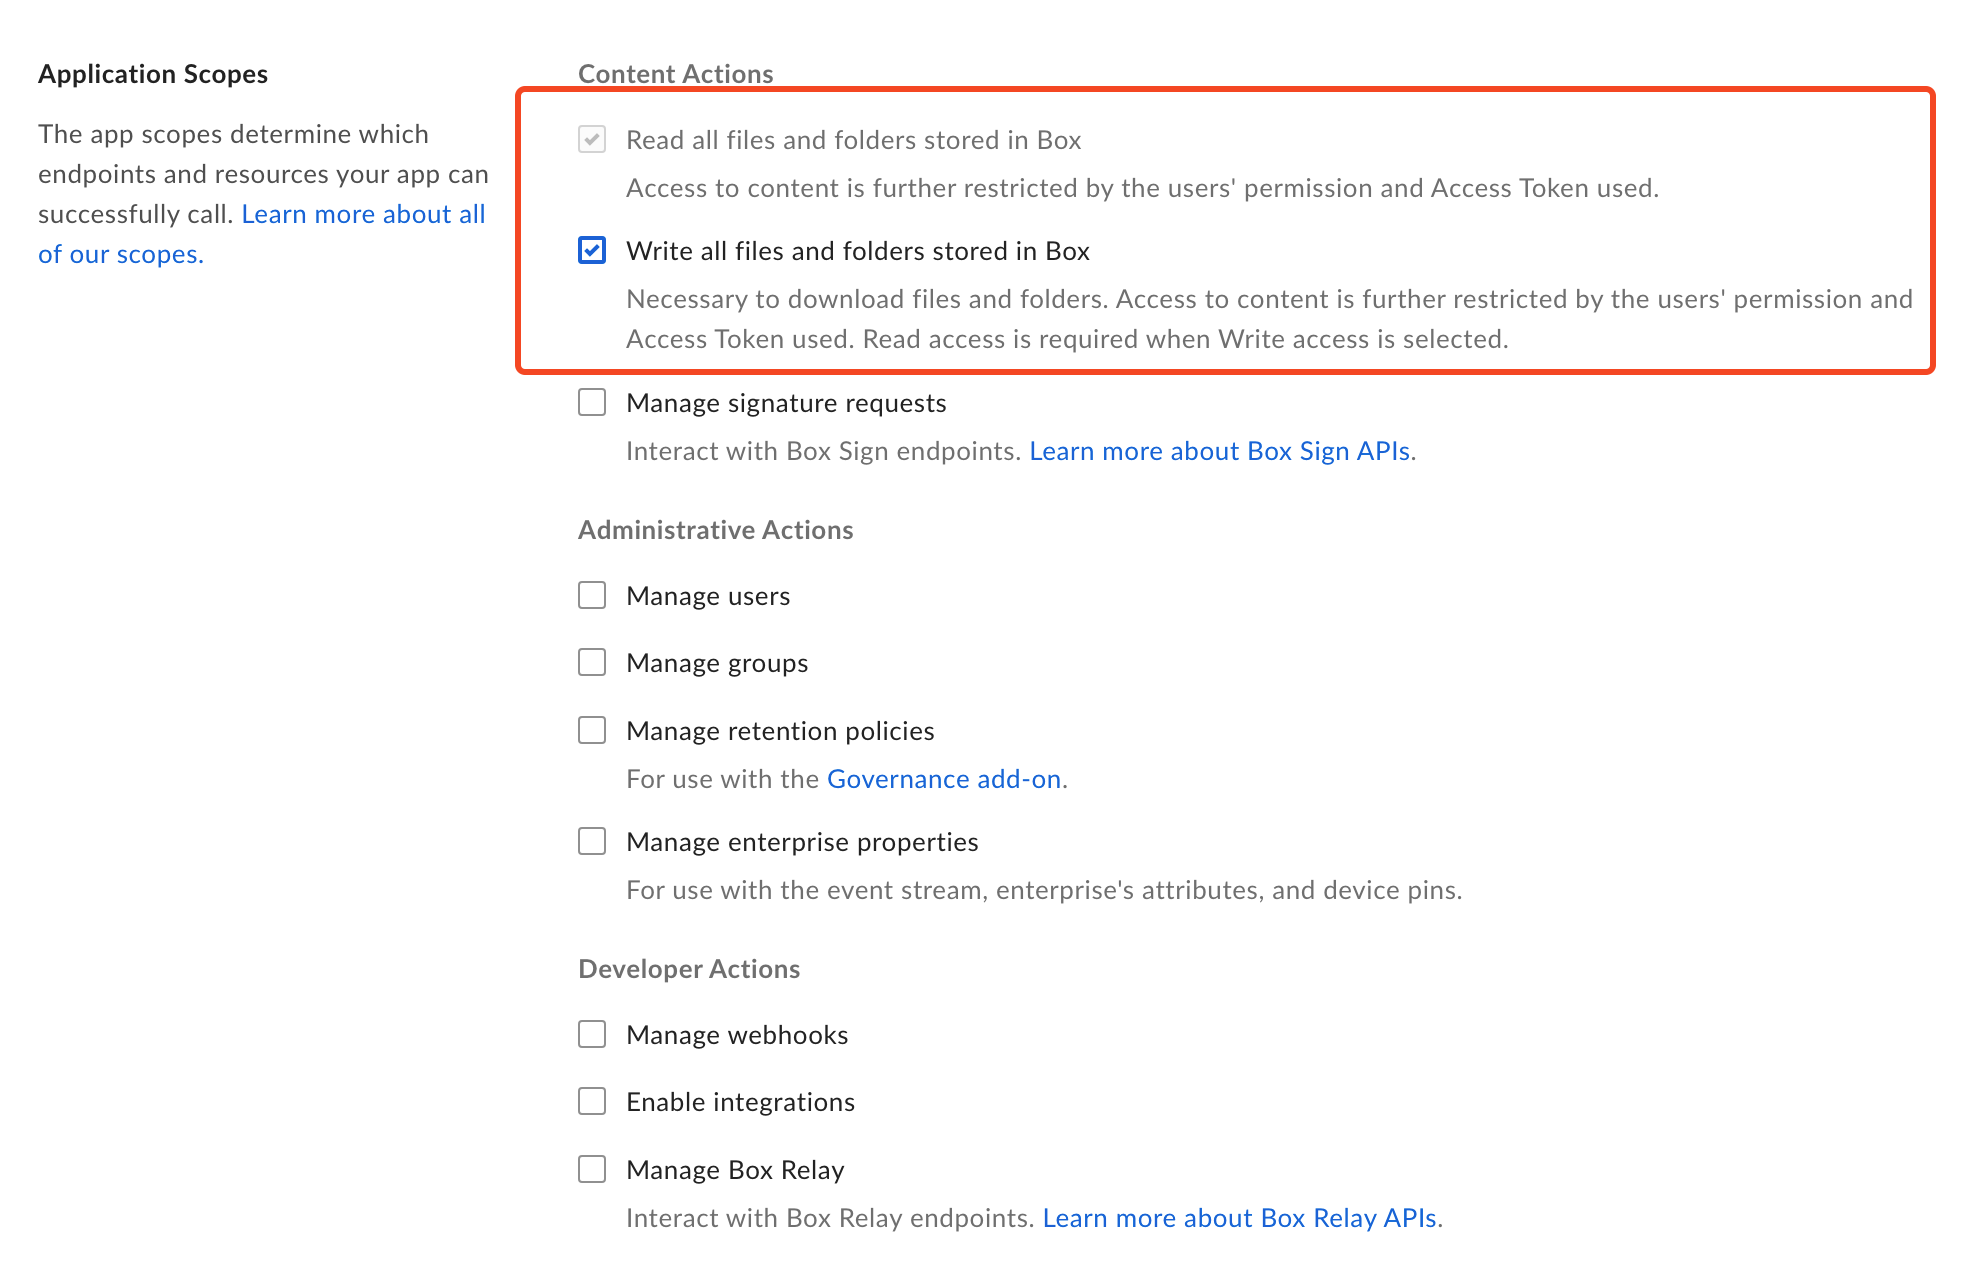 Application Scopes
The app scopes determine which
endpoints and resources your app can
successfully call. Learn more about all
of our scopes.
Content Actions
Read all files and folders stored in Box
Access to content is further restricted by the users' permission and Access Token used.
Write all files and folders stored in Box
Necessary to download files and folders. Access to content is further restricted by the users' permission and
Access Token used. Read access is required when Write access is selected.
Manage signature requests
Interact with Box Sign endpoints. Learn more about Box Sign APIs.
Administrative Actions
Manage users
Manage groups
Manage retention policies
For use with the Governance add-on.
Manage enterprise properties
For use with the event stream, enterprise's attributes, and device pins.
Developer Actions
Manage webhooks
Enable integrations
Manage Box Relay
Interact with Box Relay endpoints. Learn more about Box Relay APIs.